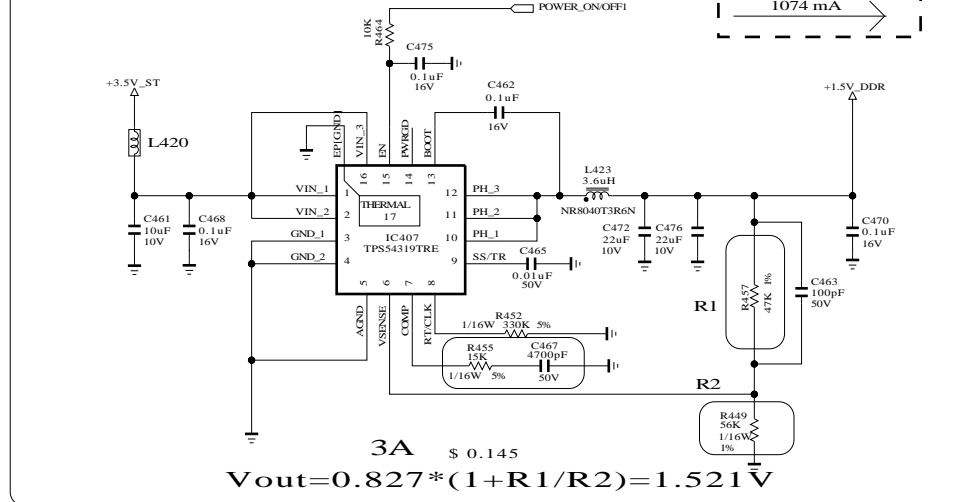 POWER_ON/OFF1
1074 mA
10K
R464
C475
0.1uF
16V
+3.5V_ST
L420
C462
0.1uF
16V
+1.5V_DDR
EP[GND]
VIN_3
EN
PWRGD
BOOT
16
15
14
13
L423
3.6uH
NR8040T3R6N
VIN_1
1
THERMAL
17
12
PH_3
VIN_2
2
11
PH_2
GND_1
3
IC407
TPS54319TRE
10
PH_1
GND_2
4
9
SS/TR
C461
10uF
10V
C468
0.1uF
16V
C465
0.01uF
50V
C472
22uF
10V
C476
22uF
10V
C470
0.1uF
16V
5
6
7
8
AGND
VSENSE
COMP
RT/CLK
R1
R457
47K 1%
C463
100pF
50V
R452
1/16W 330K 5%
R455
15K
1/16W 5%
C467
4700pF
50V
R2
R449
56K
1/16W
1%
3A
$ 0.145
Vout=0.827*(1+R1/R2)=1.521V